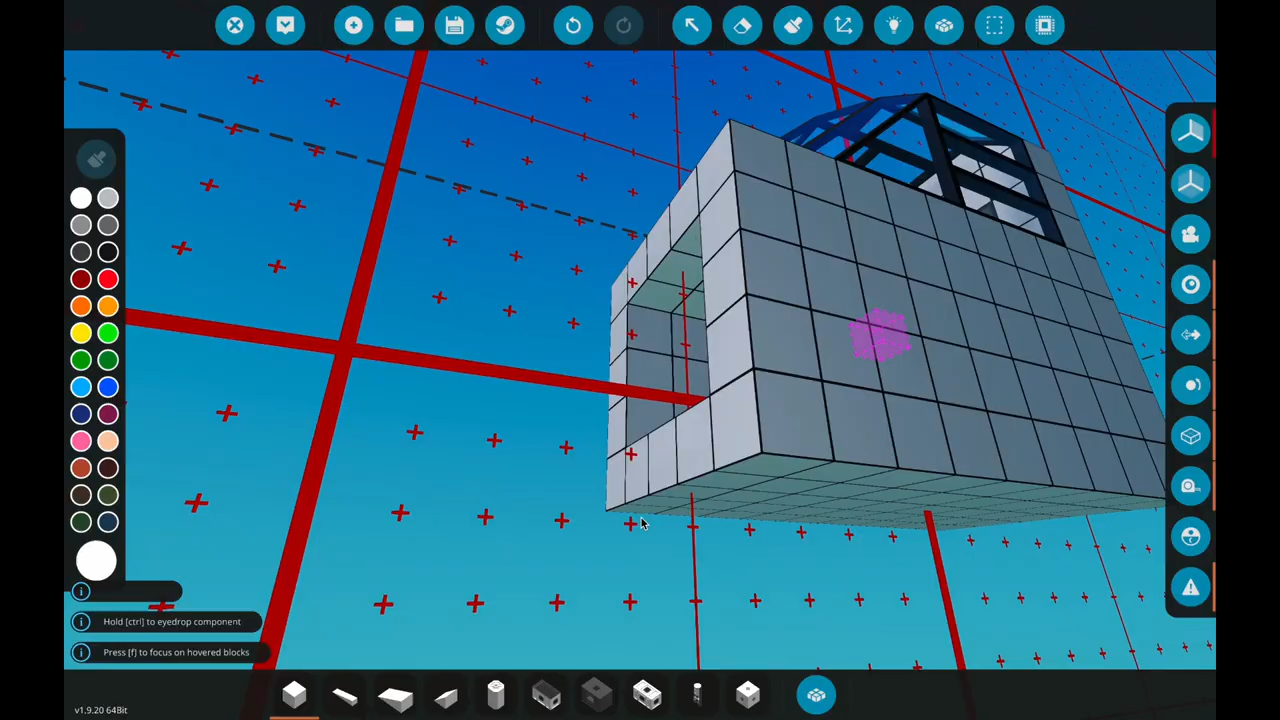 Hold [ctrl] to eyedrop component
Press [f] to focus on hovered blocks
v1.9.20 64Bit